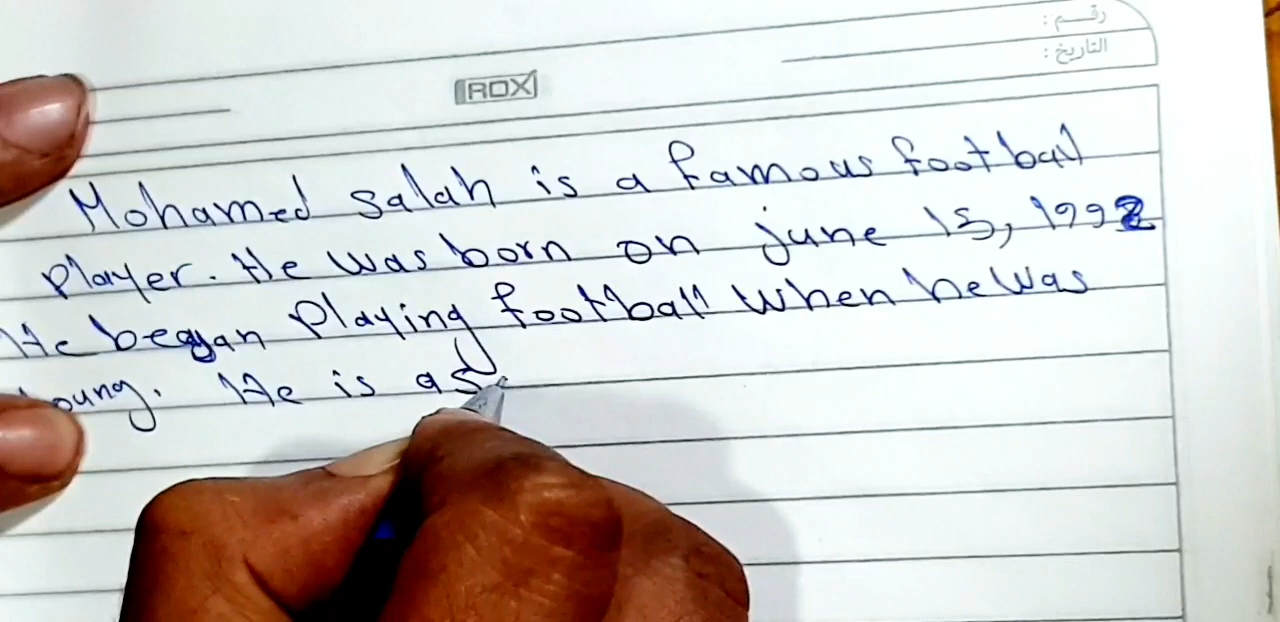 رقم :
التاريخ :
ROX
Mohamed Salah is a famous football
Player. He was born on june 15, 1992
He began Playing football when he was
young. He is as